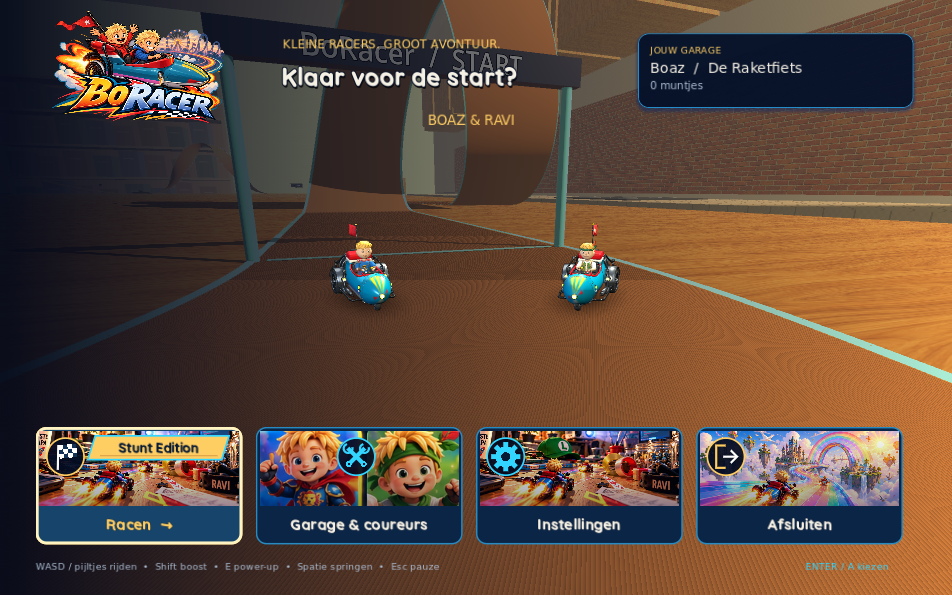 BoRacer
KLEINE RACERS, GROOT AVONTUUR.
BoRacer / START
Klaar voor de start?
BOAZ & RAVI
JOUW GARAGE
Boaz / De Raketfiets
0 muntjes
Stunt Edition
RAVI
Racen →
Garage & coureurs
RAVI
Instellingen
Afsluiten
WASD / pijltjes rijden • Shift boost • E power-up • Spatie springen • Esc pauze
ENTER / A kiezen